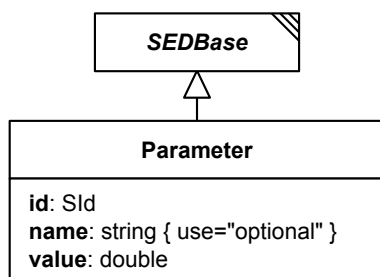 SEDBase
Parameter
id: SId
name: string { use="optional" }
value: double